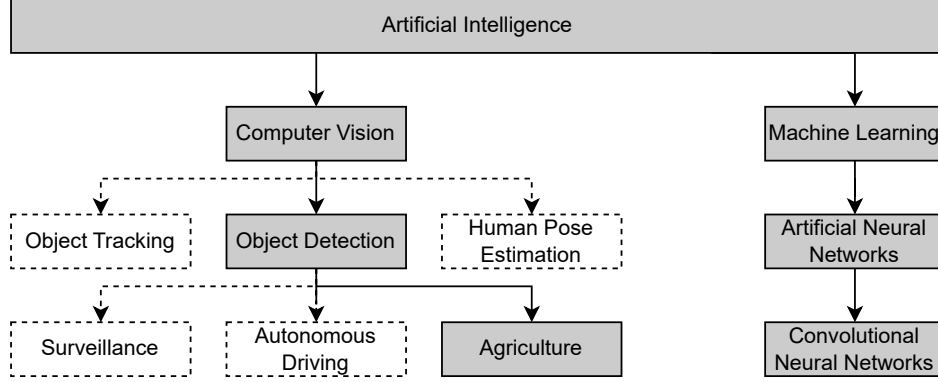 Artificial Intelligence
Computer Vision
Machine Learning
Object Tracking
Object Detection
Human Pose
Estimation
Artificial Neural
Networks
Surveillance
Autonomous
Driving
Agriculture
Convolutional
Neural Networks